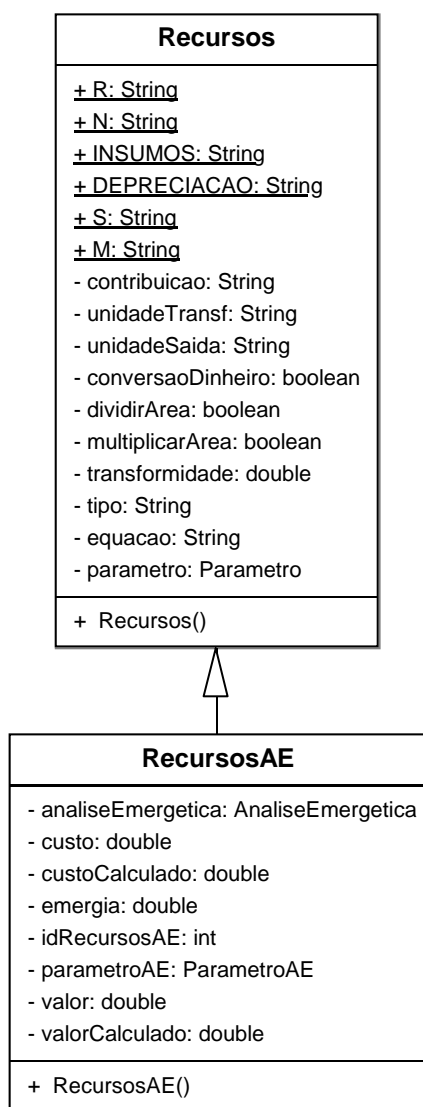 Recursos
+ R: String
+ N: String
+ INSUMOS: String
+ DEPRECIACAO: String
+ S: String
+ M: String
- contribuicao: String
- unidadeTransf: String
- unidadeSaida: String
- conversaoDinheiro: boolean
- dividirArea: boolean
- multiplicarArea: boolean
- transformidade: double
- tipo: String
- equacao: String
- parametro: Parametro
+ Recursos()
RecursosAE
- analiseEmergetica: AnaliseEmergetica
- custo: double
- custoCalculado: double
- emergia: double
- idRecursosAE: int
- parametroAE: ParametroAE
- valor: double
- valorCalculado: double
+ RecursosAE()